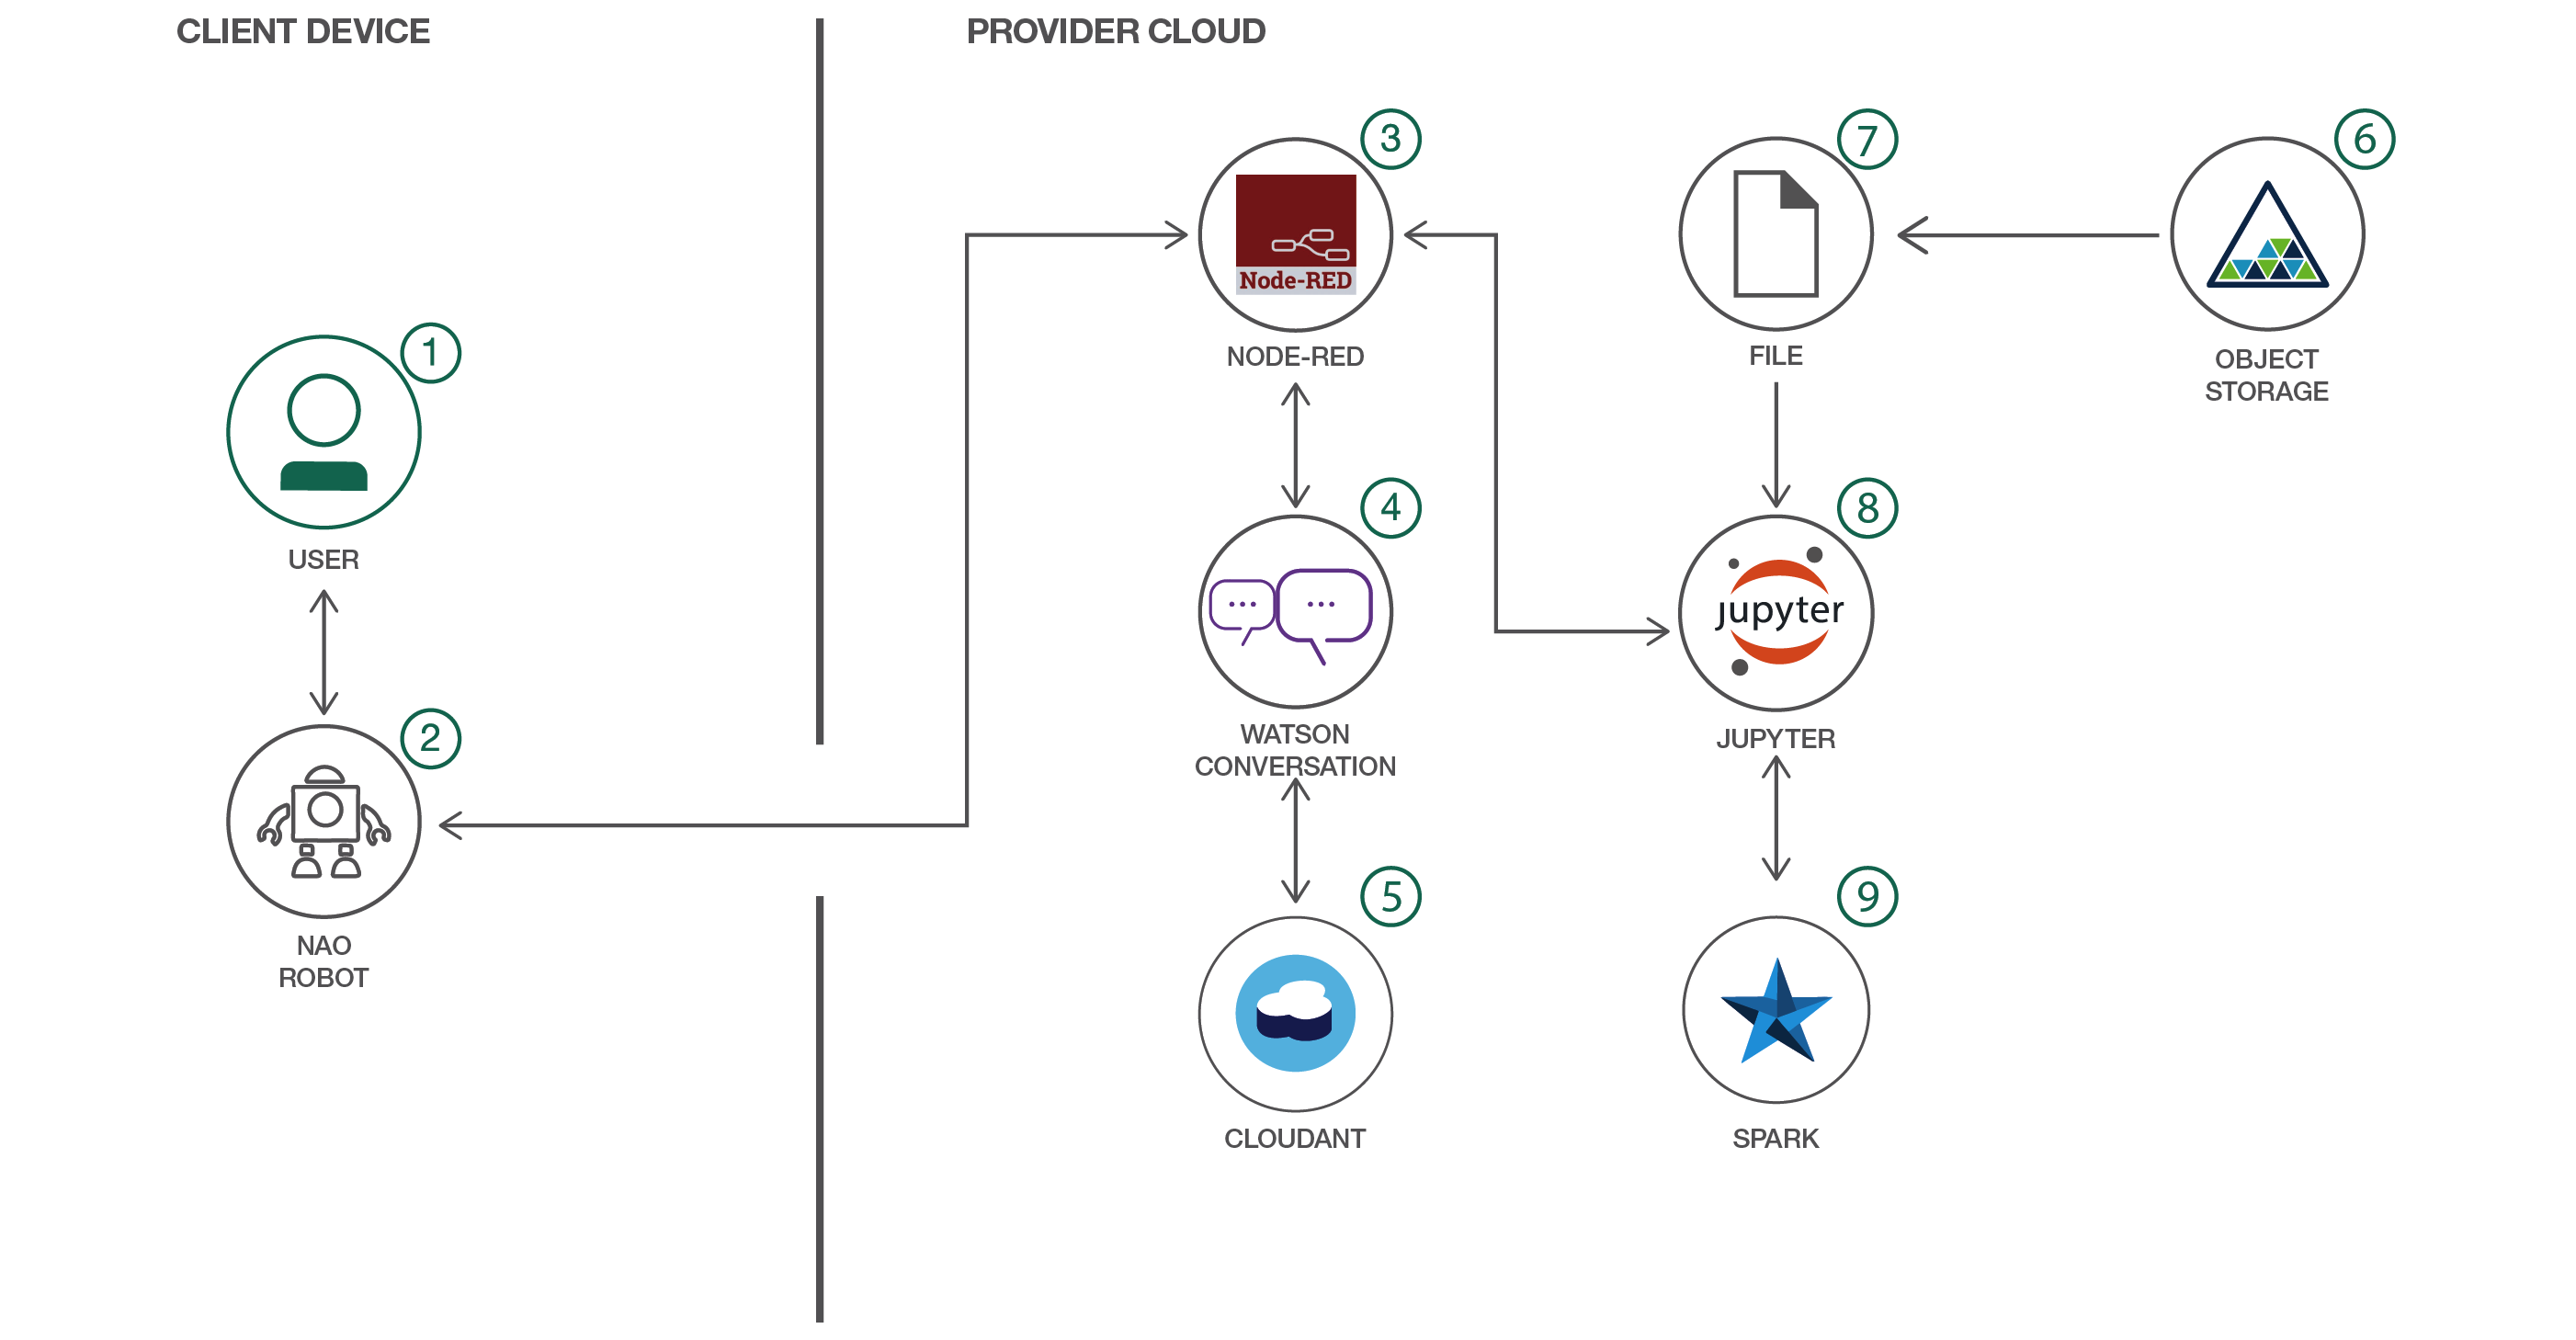 CLIENT DEVICE
PROVIDER CLOUD
1
USER
2
NAO
ROBOT
3
Node-RED
NODE-RED
4
WATSON
CONVERSATION
5
CLOUDANT
6
OBJECT
STORAGE
7
FILE
8
jupyter
JUPYTER
9
SPARK